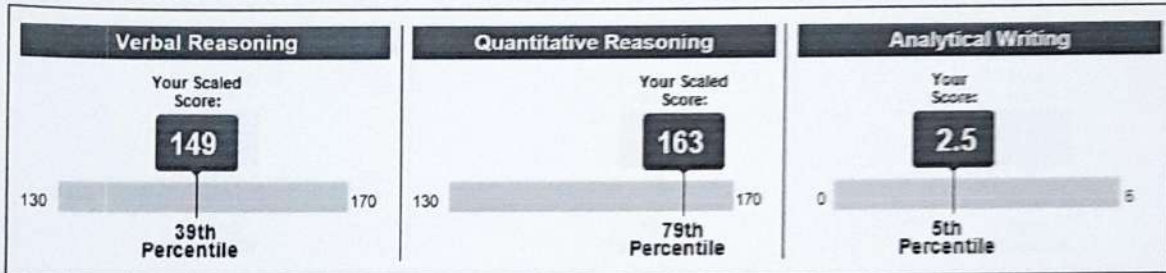 Verbal Reasoning
Your Scaled
Score:
149
130
170
39th
Percentile
Quantitative Reasoning
Your Scaled
Score:
163
130
170
79th
Percentile
Analytical Writing
Your
Score:
2.5
0
6
5th
Percentile